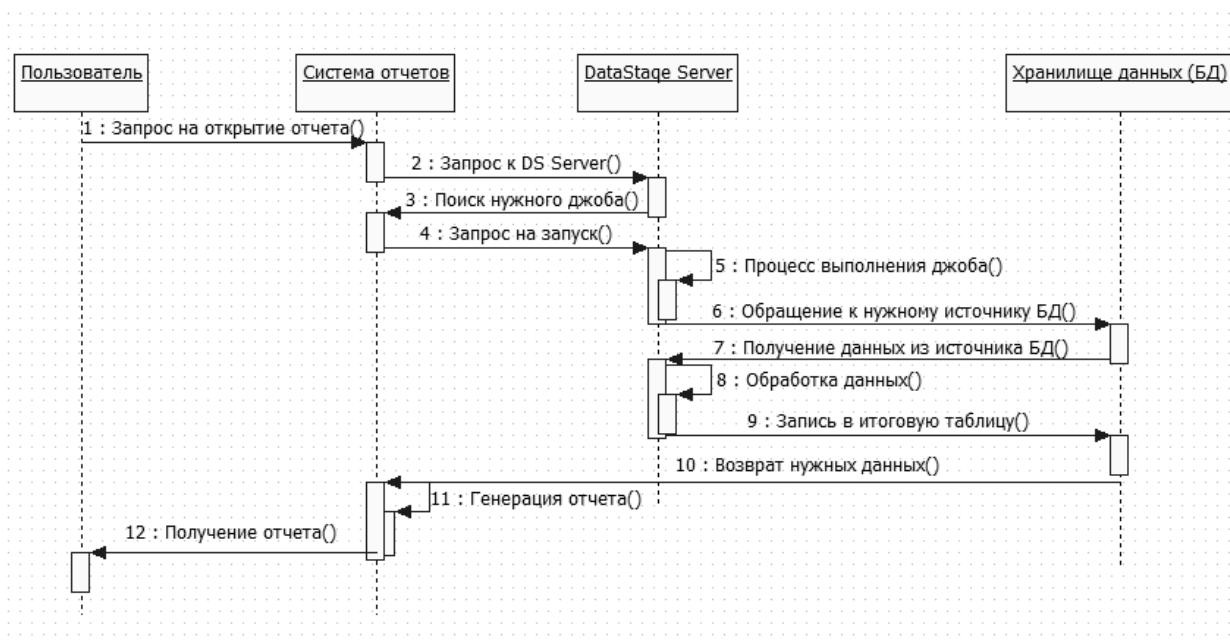 Пользователь
Система отчетов
DataStage Server
Хранилище данных (БД)
1 : Запрос на открытие отчета()
2 : Запрос к DS Server()
3 : Поиск нужного джоба()
4 : Запрос на запуск()
5 : Процесс выполнения джоба()
6 : Обращение к нужному источнику БД()
7 : Получение данных из источника БД()
8 : Обработка данных()
9 : Запись в итоговую таблицу()
10 : Возврат нужных данных()
11 : Генерация отчета()
12 : Получение отчета()